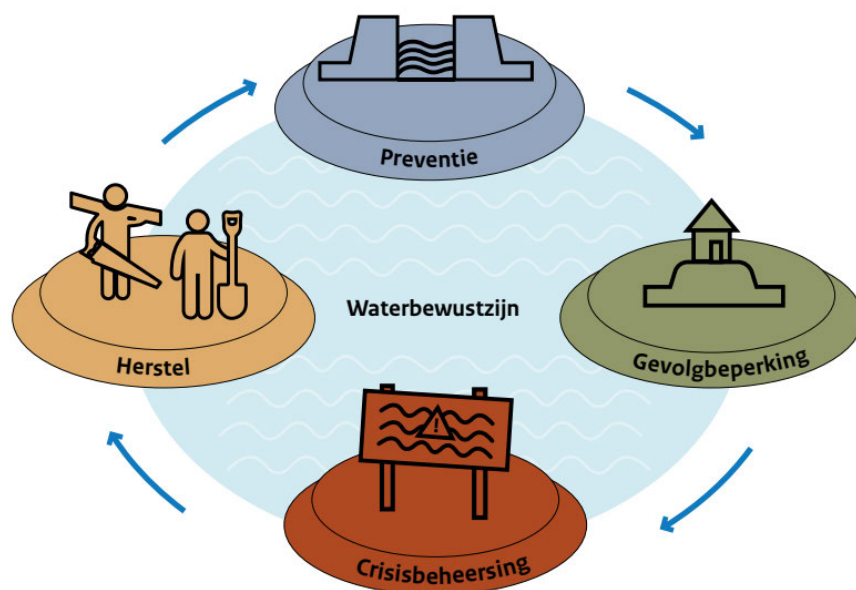 Preventie
Waterbewustzijn
Herstel
Gevolgbeperking
!
Crisisbeheersing